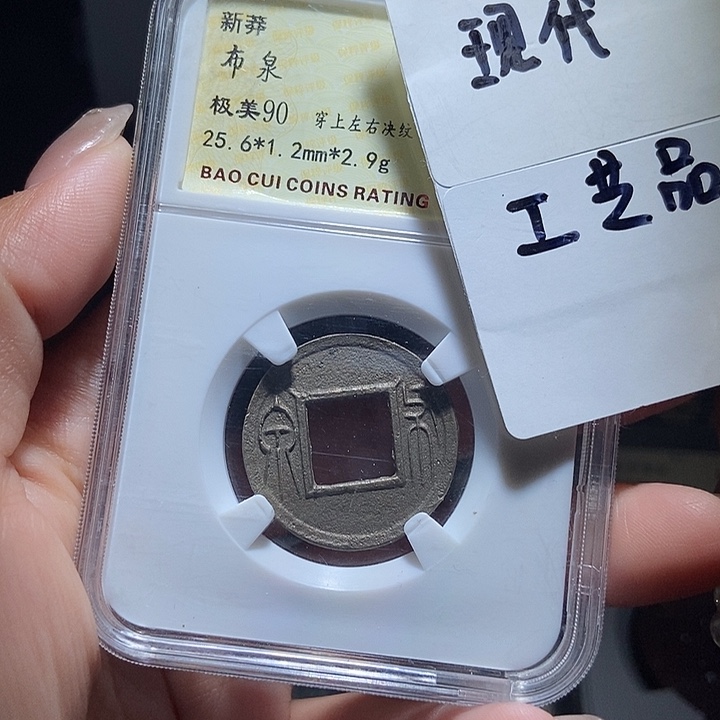 新莽
布泉
极美90 穿上左右决纹
25.6*1.2mm*2.9g
BAO CUI COINS RATING
现代
工艺品